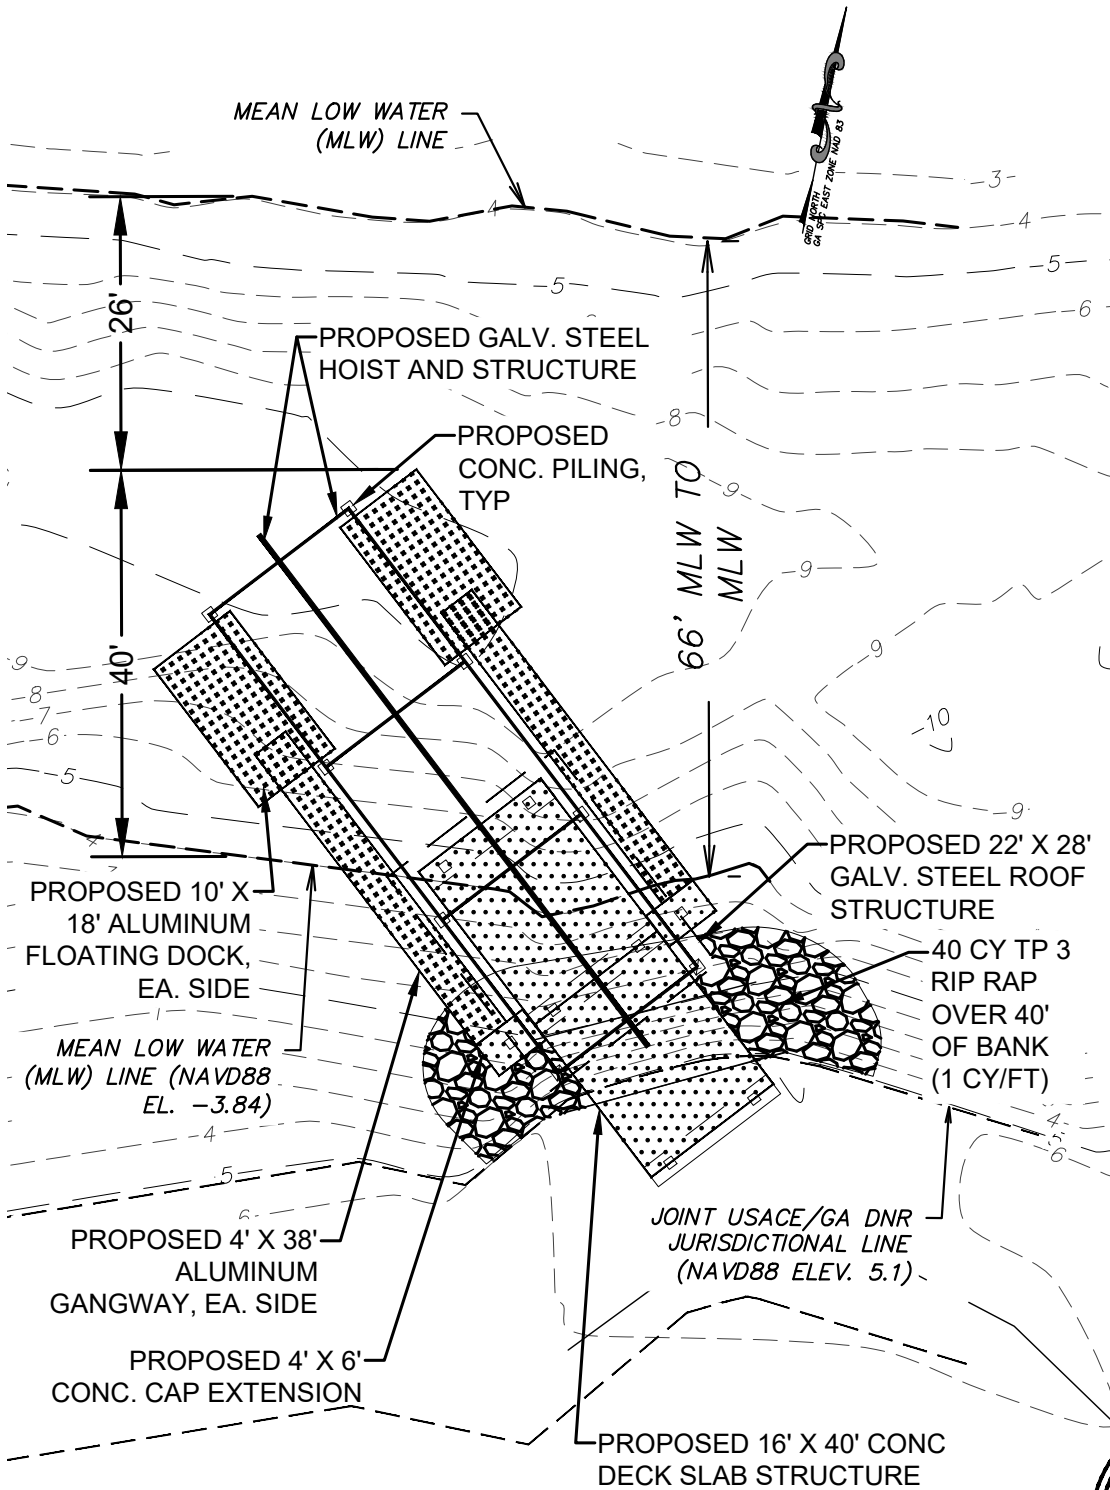 GRID NORTH
GA SPC EAST ZONE NAD 83
MEAN LOW WATER
(MLW) LINE
-3-
4
4
-5
-5
6
26'
PROPOSED GALV. STEEL
HOIST AND STRUCTURE
-8
PROPOSED
CONC. PILING,
TYP
9
66' MLW TO
MLW
-9
9
40'
-9
-8
-7
-6
-5
-10
-9
4
PROPOSED 22' X 28'
GALV. STEEL ROOF
STRUCTURE
PROPOSED 10' X
18' ALUMINUM
FLOATING DOCK,
EA. SIDE
40 CY TP 3
RIP RAP
OVER 40'
OF BANK
(1 CY/FT)
MEAN LOW WATER
(MLW) LINE (NAVD88
EL. -3.84)
-4
5
6
4-
5
6
JOINT USACE/GA DNR
JURISDICTIONAL LINE
(NAVD88 ELEV. 5.1)
PROPOSED 4' X 38'
ALUMINUM
GANGWAY, EA. SIDE
PROPOSED 4' X 6'
CONC. CAP EXTENSION
PROPOSED 16' X 40' CONC
DECK SLAB STRUCTURE